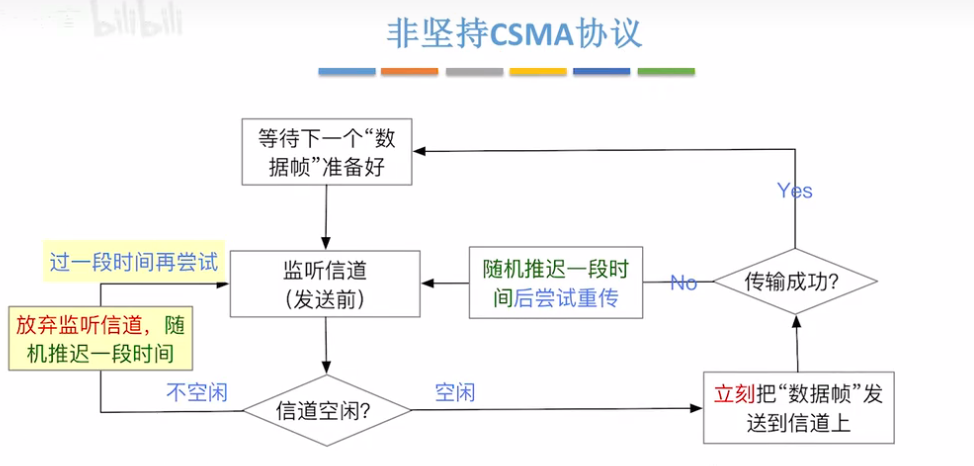 bilibili
非坚持CSMA协议
等待下一个“数
据帧”准备好
Yes
过一段时间再尝试
监听信道
（发送前）
随机推迟一段时
间后尝试重传
No
传输成功?
放弃监听信道，随
机推迟一段时间
不空闲
信道空闲?
空闲
立刻把“数据帧”发
送到信道上